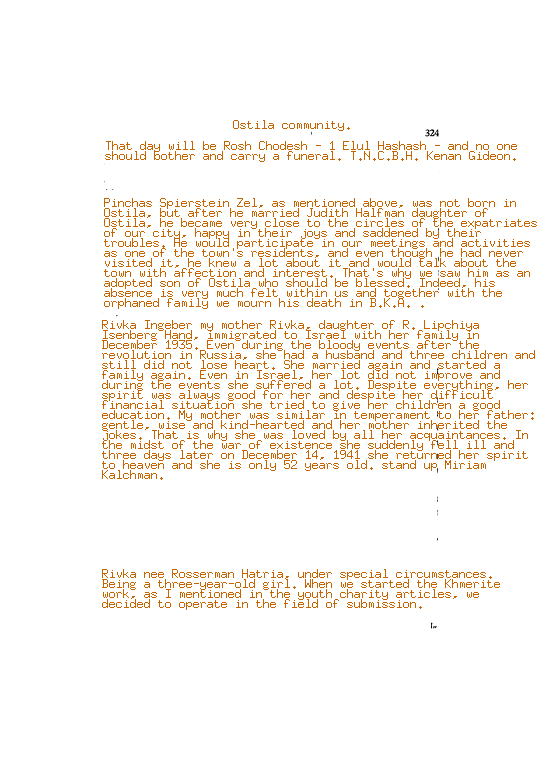 Ostila community.
324
That day will be Rosh Chodesh - 1 Elul Hashash - and no one
should bother and carry a funeral. T.N.C.B.H. Kenan Gideon.
Pinchas Spierstein Zel, as mentioned above, was not born in
Ostila, but after he married Judith Halfman daughter of
Ostila, he became very close to the circles of the expatriates
of our city, happy in their joys and saddened by their
troubles. He would participate in our meetings and activities
as one of the town's residents, and even though he had never
visited it, he knew a lot about it and would talk about the
town with affection and interest. That's why we saw him as an
adopted son of Ostila who should be blessed. Indeed, his
absence is very much felt within us and together with the
orphaned family we mourn his death in B.K.A. .
Rivka Ingeber my mother Rivka, daughter of R. Lipchiya
Isenberg Hand, immigrated to Israel with her family in
December 1935. Even during the bloody events after the
revolution in Russia, she had a husband and three children and
still did not lose heart. She married again and started a
family again. Even in Israel, her lot did not improve and
during the events she suffered a lot. Despite everything, her
spirit was always good for her and despite her difficult
financial situation she tried to give her children a good
education. My mother was similar in temperament to her father:
gentle, wise and kind-hearted and her mother inherited the
jokes. That is why she was loved by all her acquaintances. In
the midst of the war of existence she suddenly fell ill and
three days later on December 14, 1941 she returned her spirit
to heaven and she is only 52 years old. stand up Miriam
Kalchman.
Rivka nee Rosserman Hatria, under special circumstances.
Being a three-year-old girl. When we started the Khmerite
work, as I mentioned in the youth charity articles, we
decided to operate in the field of submission.